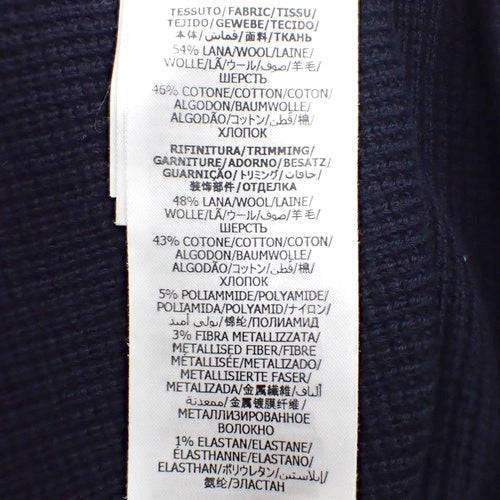 TESSUTO/FABRIC/TISSU/
TEJIDO/GEWEBE/TECIDO/
本体/قماش/面料/ТКАНЬ
54% LANA/WOOL/LAINE/
WOLLE/LÃ/ウール/صوف/羊毛/
ШЕРСТЬ
46% COTONE/COTTON/COTON/
ALGODON/BAUMWOLLE/
ALGODÃO/コットン/قطن/棉/
ХЛОПОК
RIFINITURA/TRIMMING/
GARNITURE/ADORNO/BESATZ/
GUARNIÇÃO/トリミング/حافات/
装饰部件/ОТДЕЛКА
48% LANA/WOOL/LAINE/
WOLLE/LÃ/ウール/صوف/羊毛/
ШЕРСТЬ
43% COTONE/COTTON/COTON/
ALGODON/BAUMWOLLE/
ALGODÃO/コットン/قطن/棉/
ХЛОПОК
5% POLIAMMIDE/POLYAMIDE/
POLIAMIDA/POLYAMID/ナイロン/
بولي أميد/锦纶/ПОЛИАМИД
3% FIBRA METALLIZZATA/
METALLISED FIBER/FIBRE
METALLISÉE/METALIZADO/
METALLISIERTE FASER/
METALIZADA/金属繊維/ألياف
ممعدنة/金属镀膜纤维/
МЕТАЛЛИЗИРОВАННОЕ
ВОЛОКНО
1% ELASTAN/ELASTANE/
ÉLASTHANNE/ELASTANO/
ELASTHAN/ポリウレタン/إيلاستين/
氨纶/ЭЛАСТАН